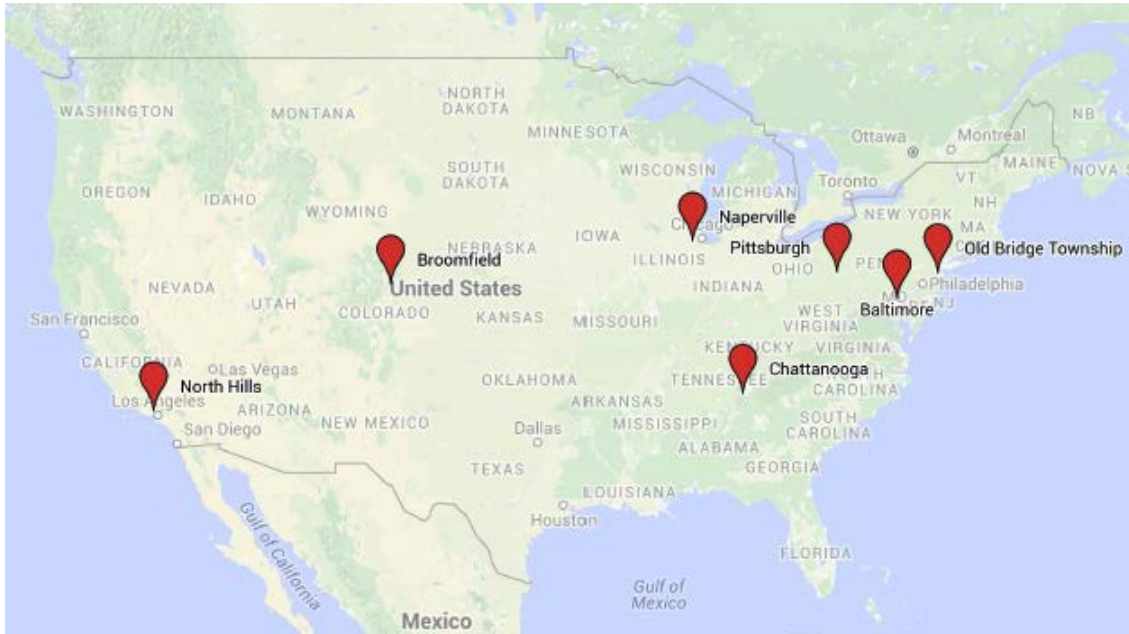 WASHINGTON
MONTANA
NORTH
DAKOTA
MINNESOTA
Ottawa
Montreal
NB
MAINE
NOVA S
OREGON
IDAHO
WYOMING
SOUTH
DAKOTA
WISCONSIN
MICHIGAN
Toronto
VT
NH
NEW YORK
MA
Naperville
Chicago
IOWA
NEBRASKA
Broomfield
ILLINOIS
Pittsburgh
OHIO
PEN
Old Bridge Township
Philadelphia
NJ
MD
Baltimore
INDIANA
NEVADA
UTAH
United States
COLORADO
KANSAS
MISSOURI
WEST
VIRGINIA
KENTUCKY
VIRGINIA
San Francisco
CALIFORNIA
Las Vegas
North Hills
Los Angeles
San Diego
ARIZONA
NEW MEXICO
OKLAHOMA
ARKANSAS
TENNESSEE
Chattanooga
NORTH
CAROLINA
SOUTH
CAROLINA
MISSISSIPPI
ALABAMA
GEORGIA
Dallas
TEXAS
LOUISIANA
Houston
FLORIDA
Gulf of California
Gulf of
Mexico
Mexico